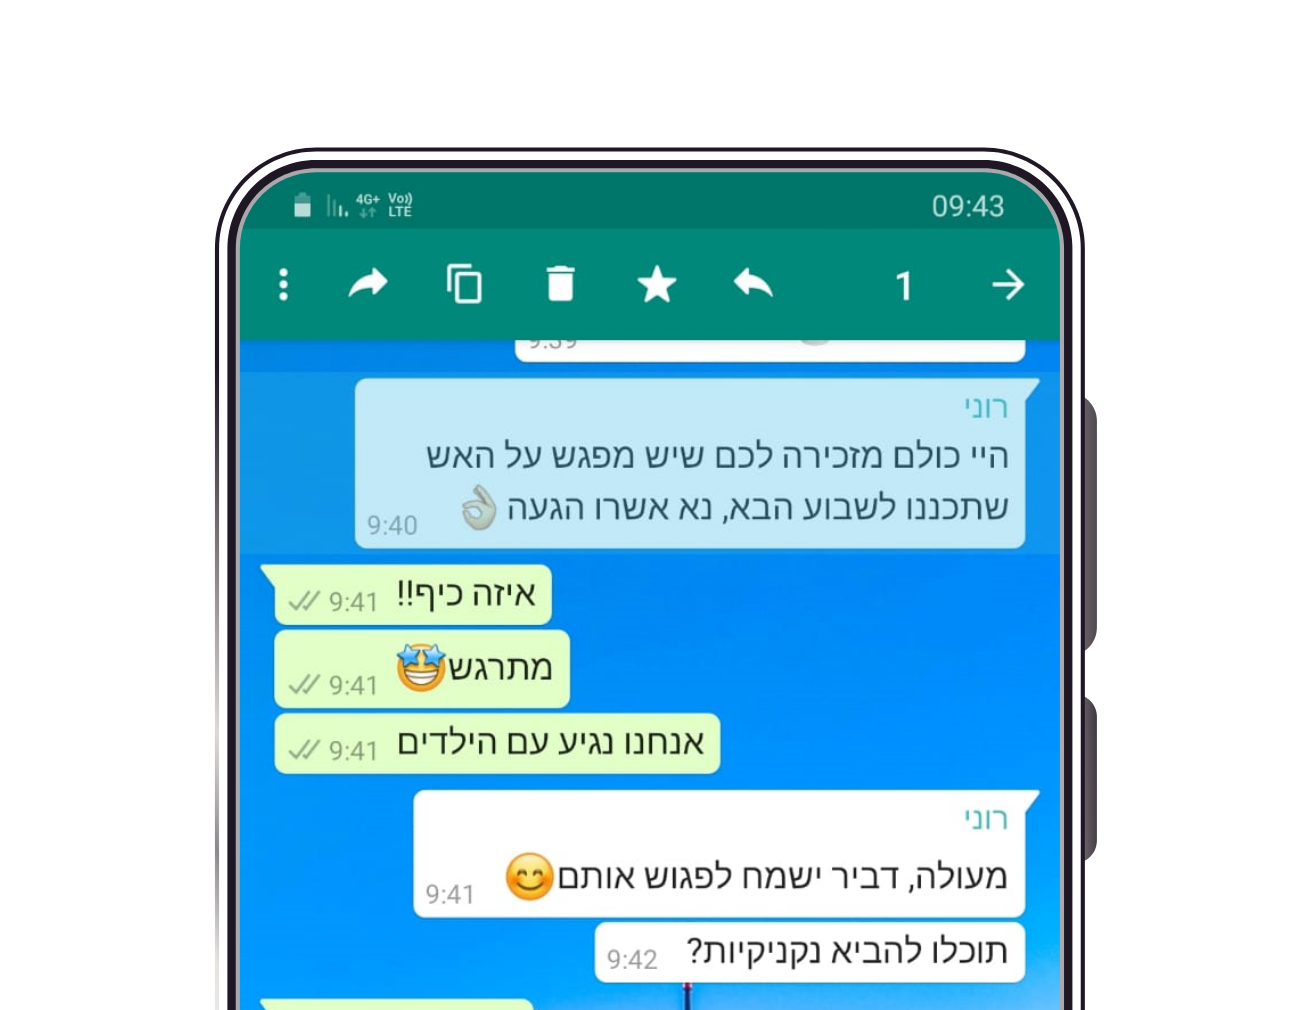 4G+ Vo)) LTE
09:43
1
9:39
רוני
היי כולם מזכירה לכם שיש מפגש על האש
שתכננו לשבוע הבא, נא אשרו הגעה 👌🏼
9:40
איזה כיף!!
9:41
מתרגש🤩
9:41
אנחנו נגיע עם הילדים
9:41
רוני
מעולה, דביר ישמח לפגוש אותם😊
9:41
תוכלו להביא נקניקיות?
9:42